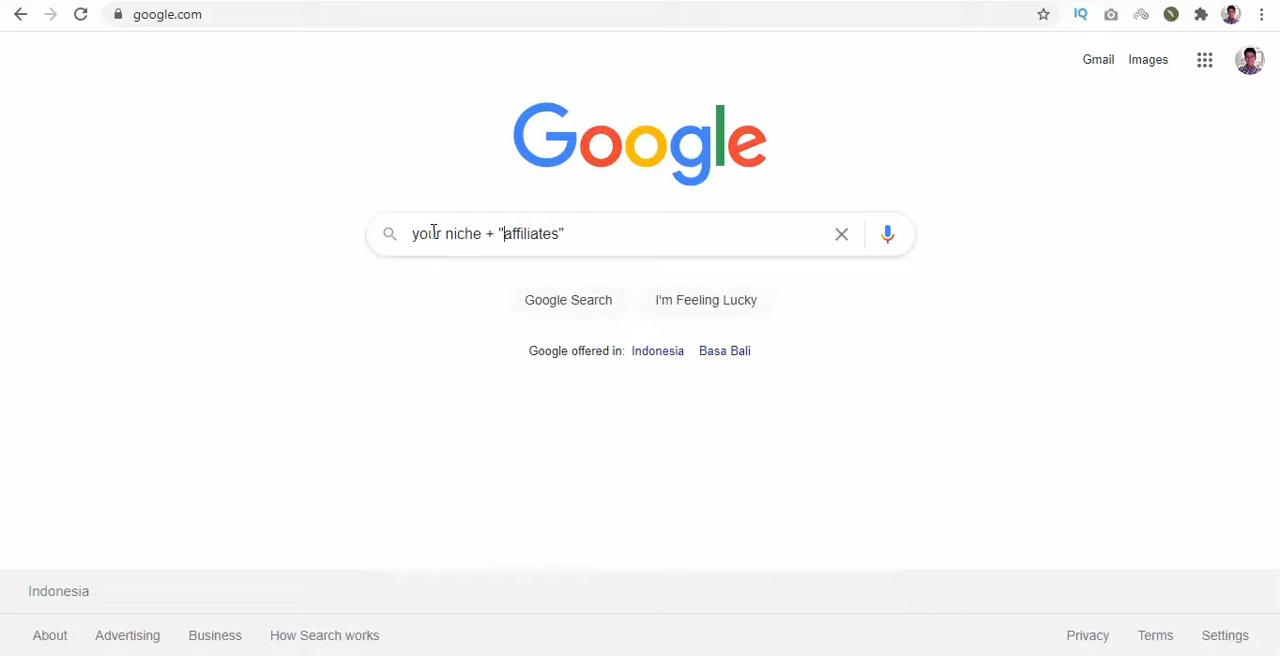 google.com
IQ
Gmail Images
Google
your niche + "affiliates"
Google Search I'm Feeling Lucky
Google offered in: Indonesia Basa Bali
Indonesia
About Advertising Business How Search works Privacy Terms Settings